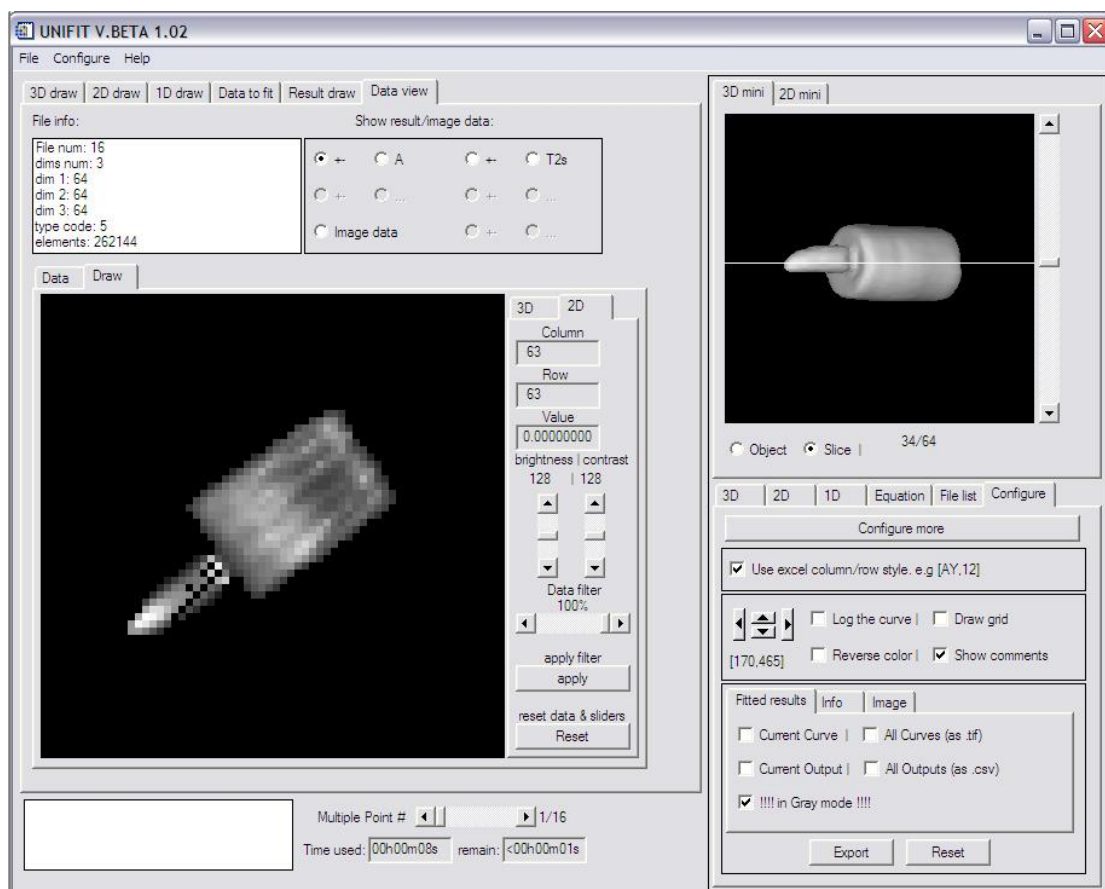 UNIFIT V.BETA 1.02
File Configure Help
3D draw 2D draw 1D draw Data to fit Result draw Data view
File info:
Show result/image data:
File num: 16
dims num: 3
dim 1: 64
dim 2: 64
dim 3: 64
type code: 5
elements: 262144
+- A +- T2s
+- ... +- ...
Image data +- ...
Data Draw
3D 2D
Column
63
Row
63
Value
0.00000000
brightness | contrast
128 | 128
Data filter
100%
apply filter
apply
reset data & sliders
Reset
Multiple Point # 1/16
Time used: 00h00m08s remain: <00h00m01s
3D mini 2D mini
Object Slice | 34/64
3D 2D 1D Equation File list Configure
Configure more
Use excel column/row style. e.g [AY,12]
Log the curve | Draw grid
[170,465] Reverse color | Show comments
Fitted results Info Image
Current Curve | All Curves (as .tif)
Current Output | All Outputs (as .csv)
!!!! in Gray mode !!!!
Export Reset